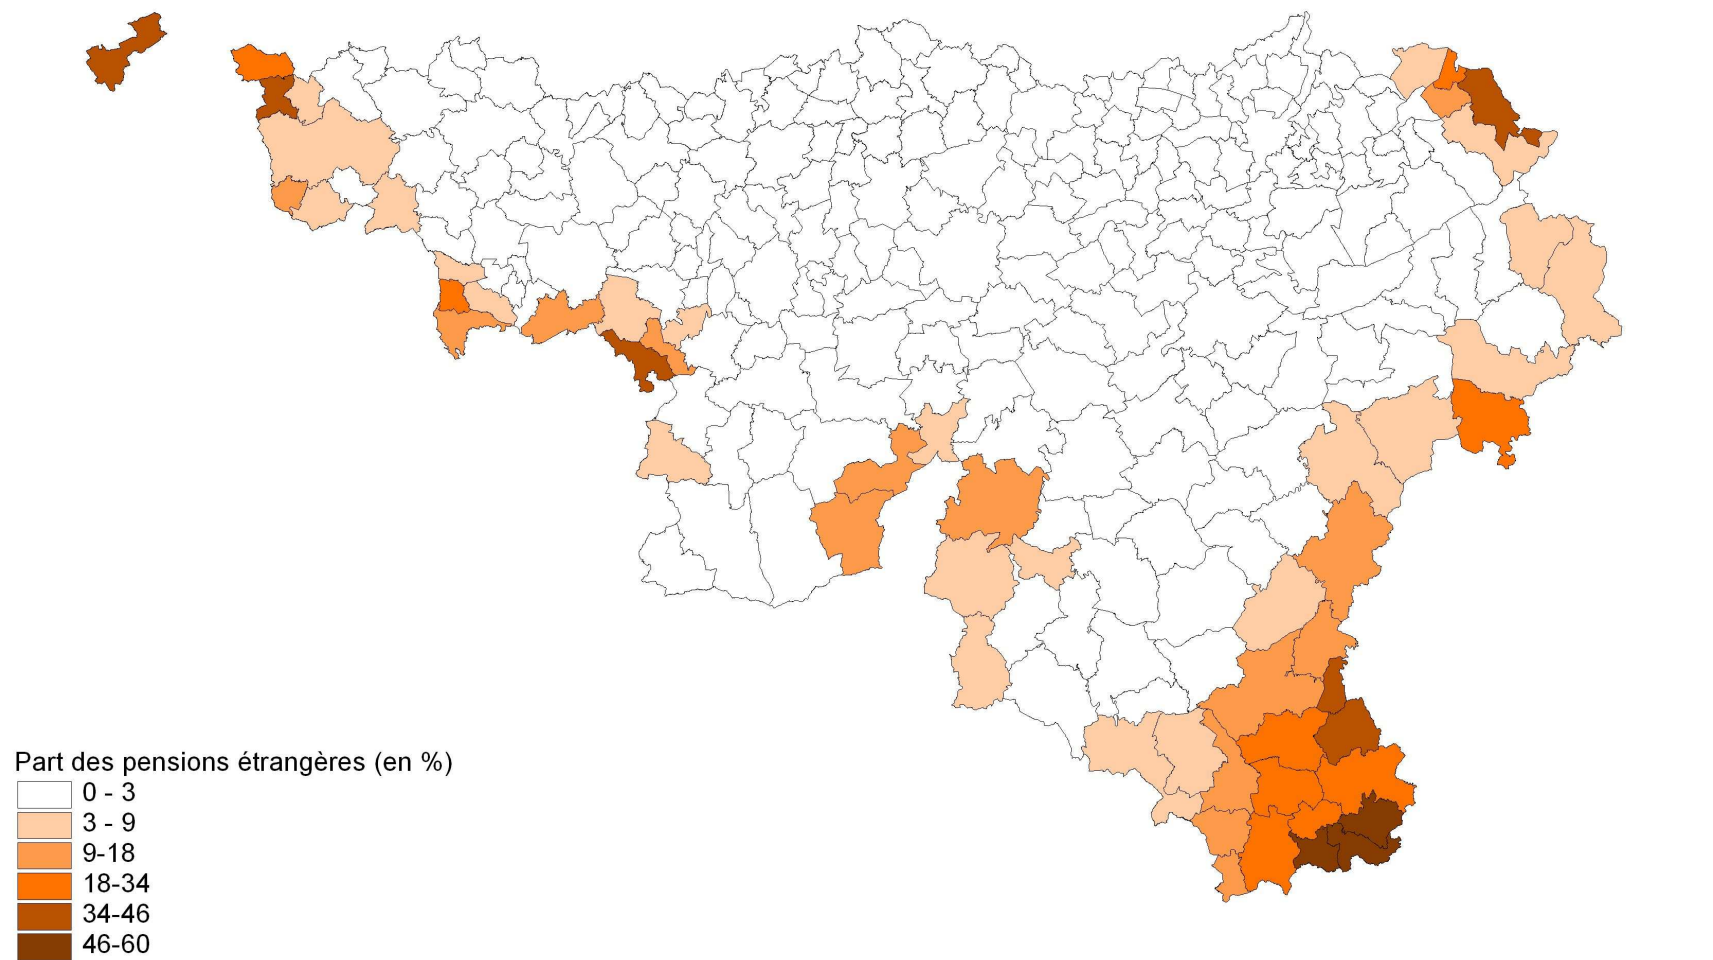 Part des pensions étrangères (en %)
0 - 3
3 - 9
9-18
18-34
34-46
46-60